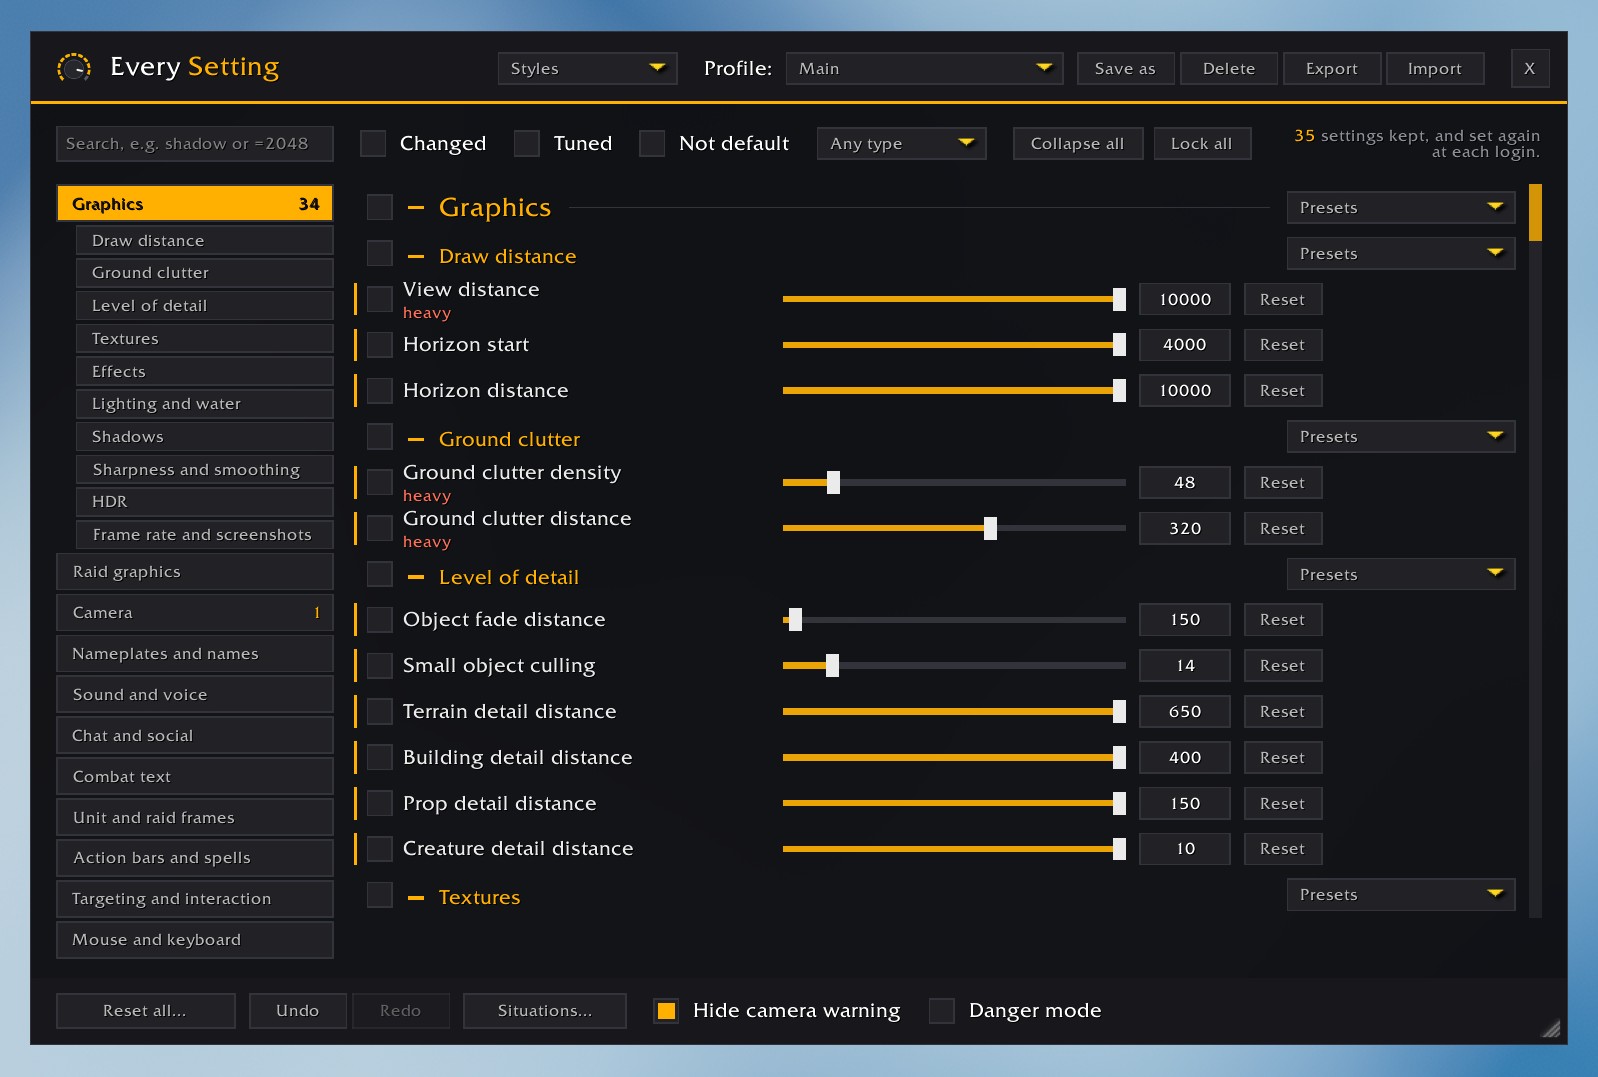 Every Setting
Styles
Profile:
Main
Save as
Delete
Export
Import
X
Search, e.g. shadow or =2048
Changed
Tuned
Not default
Any type
Collapse all
Lock all
35 settings kept, and set again
at each login.
Graphics 34
Draw distance
Ground clutter
Level of detail
Textures
Effects
Lighting and water
Shadows
Sharpness and smoothing
HDR
Frame rate and screenshots
Raid graphics
Camera 1
Nameplates and names
Sound and voice
Chat and social
Combat text
Unit and raid frames
Action bars and spells
Targeting and interaction
Mouse and keyboard
Graphics Presets
Draw distance Presets
View distance 10000 Reset
heavy
Horizon start 4000 Reset
Horizon distance 10000 Reset
Ground clutter Presets
Ground clutter density 48 Reset
heavy
Ground clutter distance 320 Reset
heavy
Level of detail Presets
Object fade distance 150 Reset
Small object culling 14 Reset
Terrain detail distance 650 Reset
Building detail distance 400 Reset
Prop detail distance 150 Reset
Creature detail distance 10 Reset
Textures Presets
Reset all...
Undo
Redo
Situations...
Hide camera warning
Danger mode